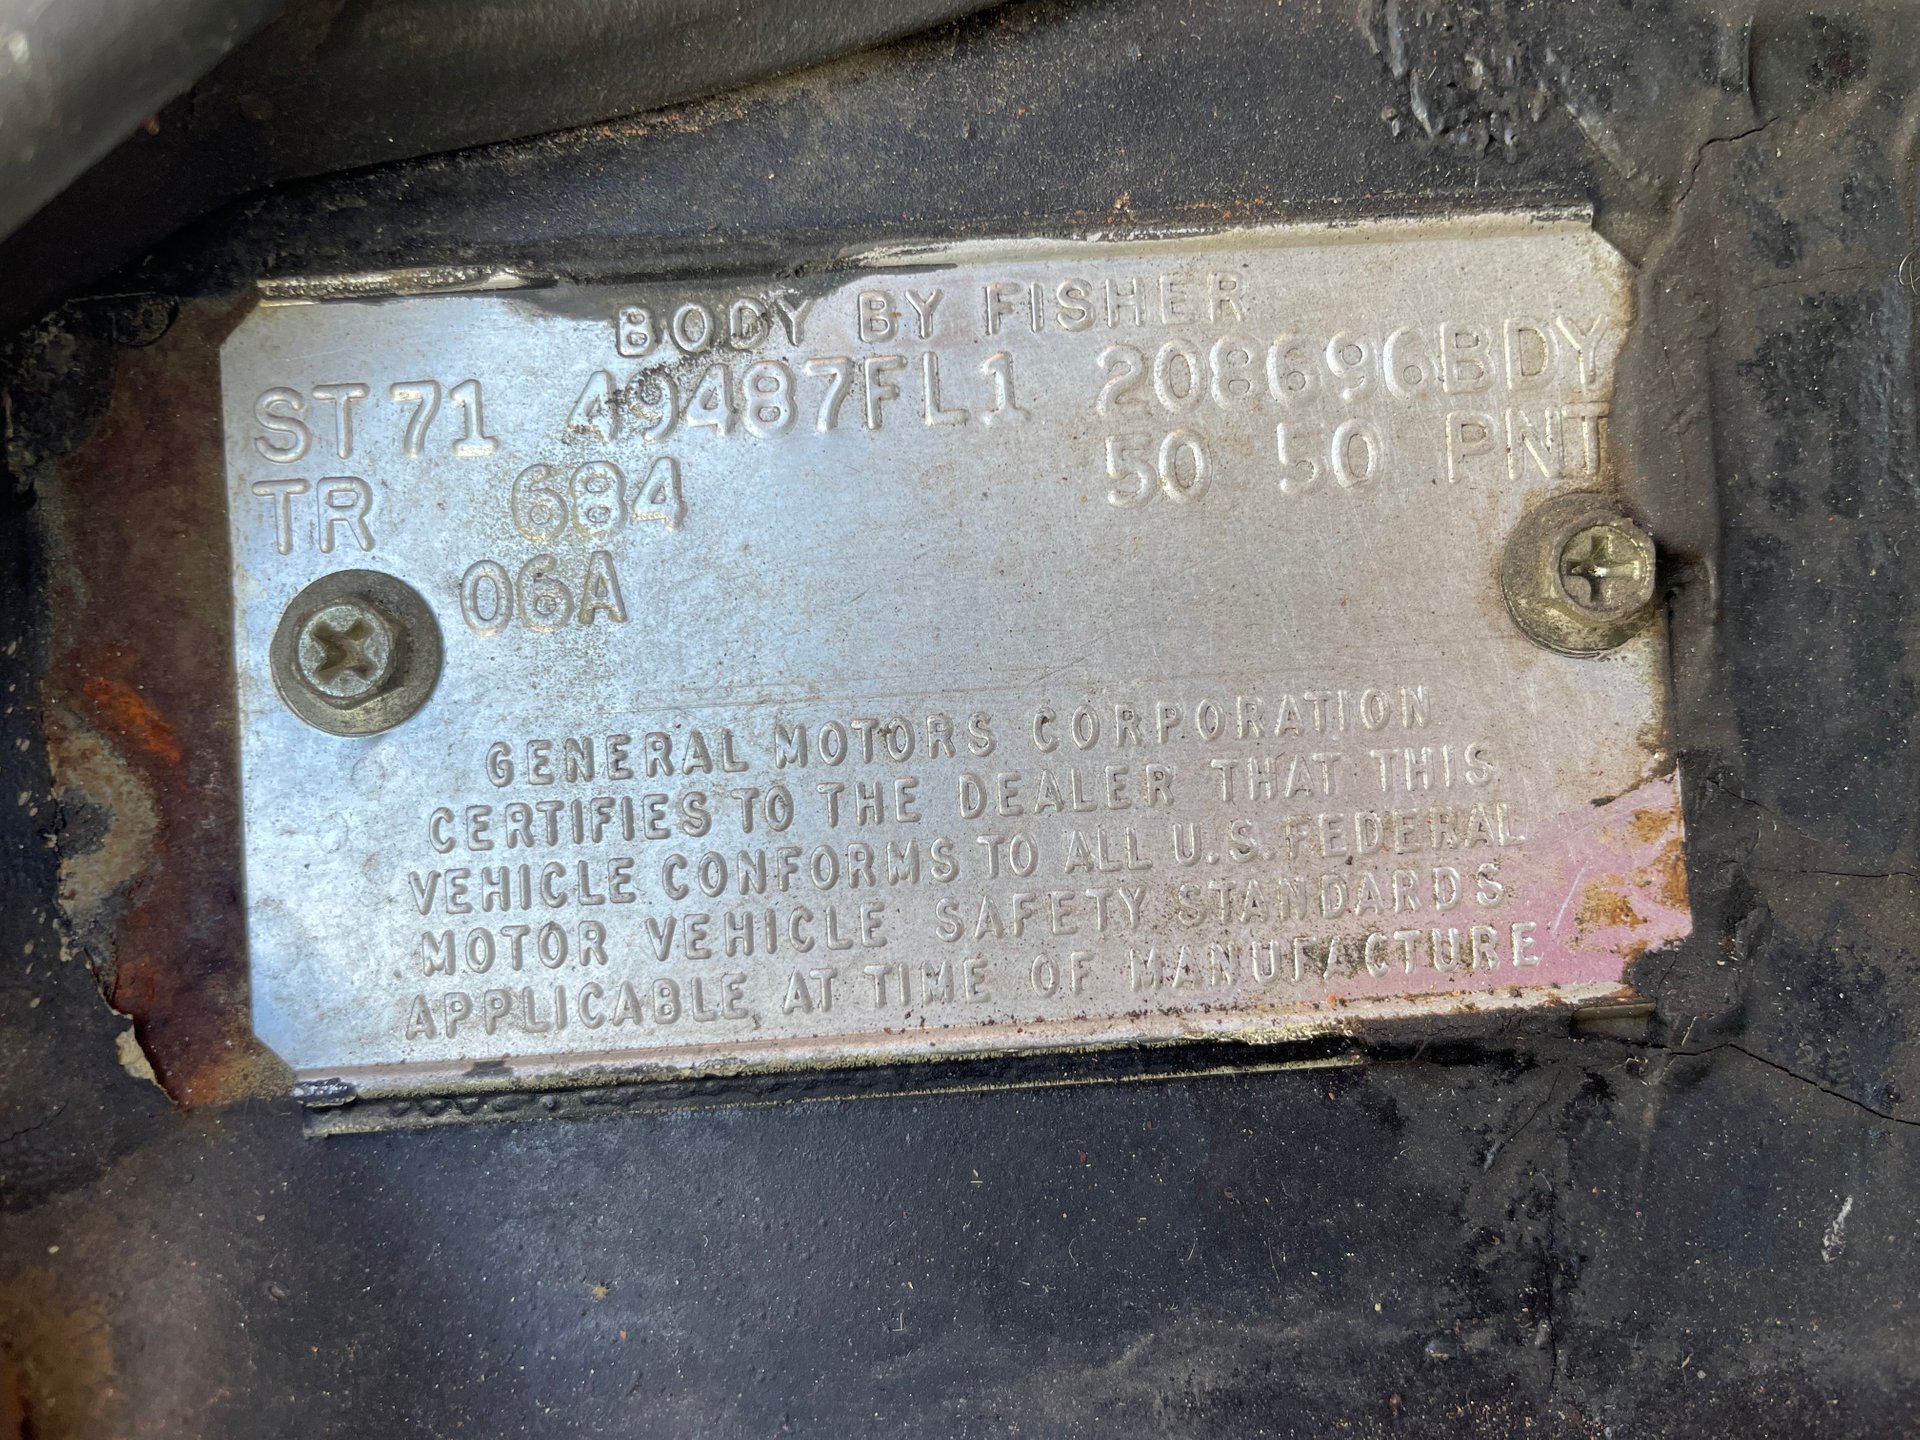 BODY BY FISHER
ST 71 49487FL1 208696BDY
TR 684 50 50 PNT
06A
GENERAL MOTORS CORPORATION
CERTIFIES TO THE DEALER THAT THIS
VEHICLE CONFORMS TO ALL U.S. FEDERAL
MOTOR VEHICLE SAFETY STANDARDS
APPLICABLE AT TIME OF MANUFACTURE